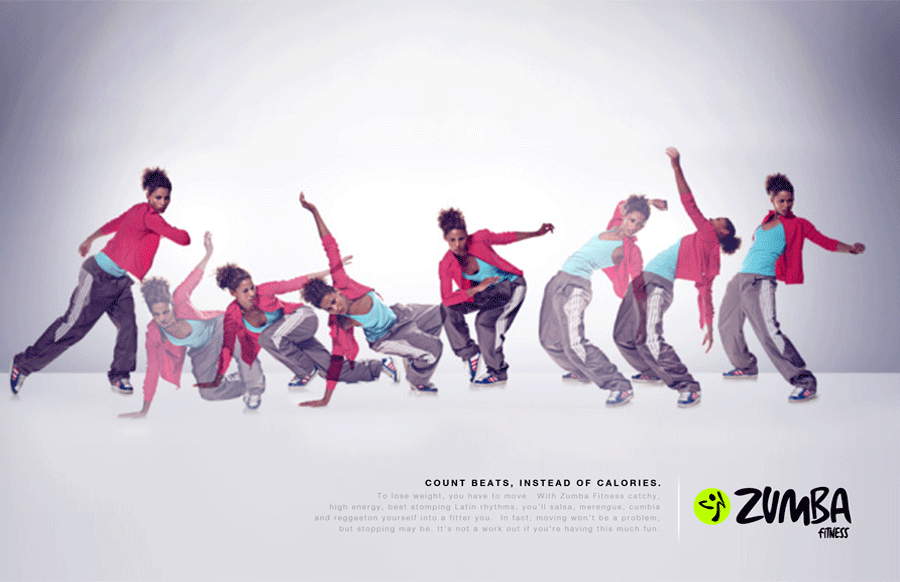 COUNT BEATS, INSTEAD OF CALORIES.
To lose weight, you have to move. With Zumba Fitness catchy,
high energy, beat stomping Latin rhythms, you'll salsa, merengue, cumbia
and reggaeton yourself into a fitter you. In fact, moving won't be a problem,
but stopping may be. It's not a work out if you're having this much fun.
ZUMBA
FITNESS